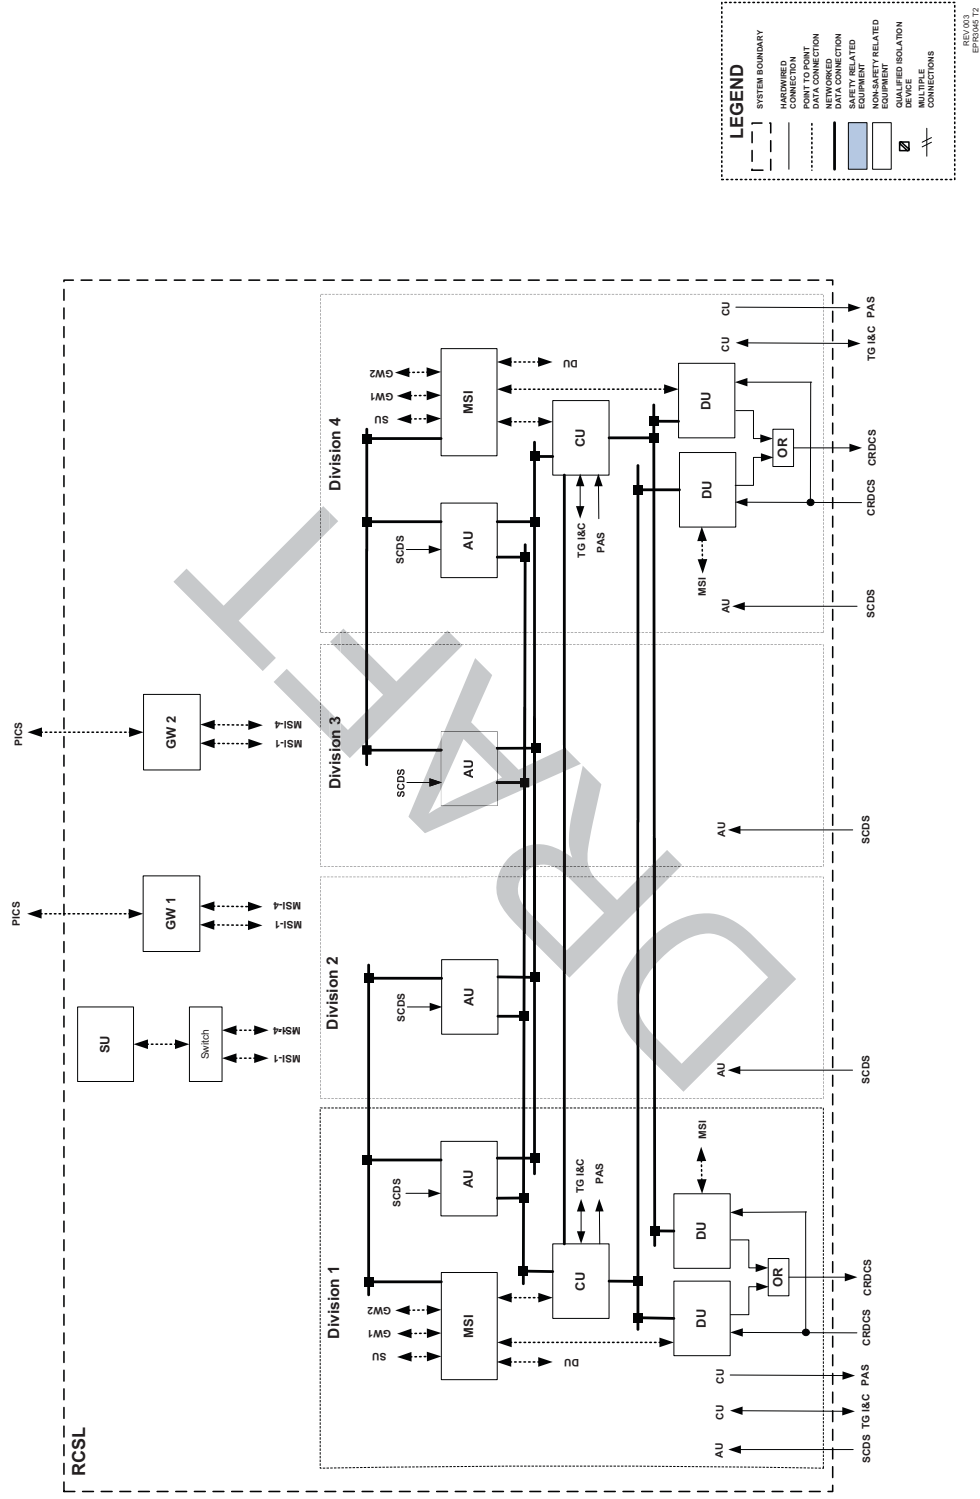 LEGEND
SYSTEM BOUNDARY
HARDWIRED
CONNECTION
POINT TO POINT
DATA CONNECTION
NETWORKED
DATA CONNECTION
SAFETY RELATED
EQUIPMENT
NON-SAFETY RELATED
EQUIPMENT
QUALIFIED ISOLATION
DEVICE
MULTIPLE
CONNECTIONS
REV 003
EPR3045 T2
RCSL
PICS
PICS
SU
Switch
MSI-1
MSI-4
GW 1
MSI-1
MSI-4
GW 2
MSI-1
MSI-4
Division 1
SU
GW1
GW2
MSI
DU
SCDS
AU
CU
TG I&C
PAS
DU
DU
MSI
OR
AU
CU
CU
SCDS
TG I&C
PAS
CRDCS
CRDCS
Division 2
SCDS
AU
AU
SCDS
Division 3
SCDS
AU
AU
SCDS
Division 4
SCDS
AU
SU
GW1
GW2
MSI
DU
CU
TG I&C
PAS
MSI
DU
DU
OR
AU
CU
CU
SCDS
CRDCS
CRDCS
TG I&C
PAS
DRAFT